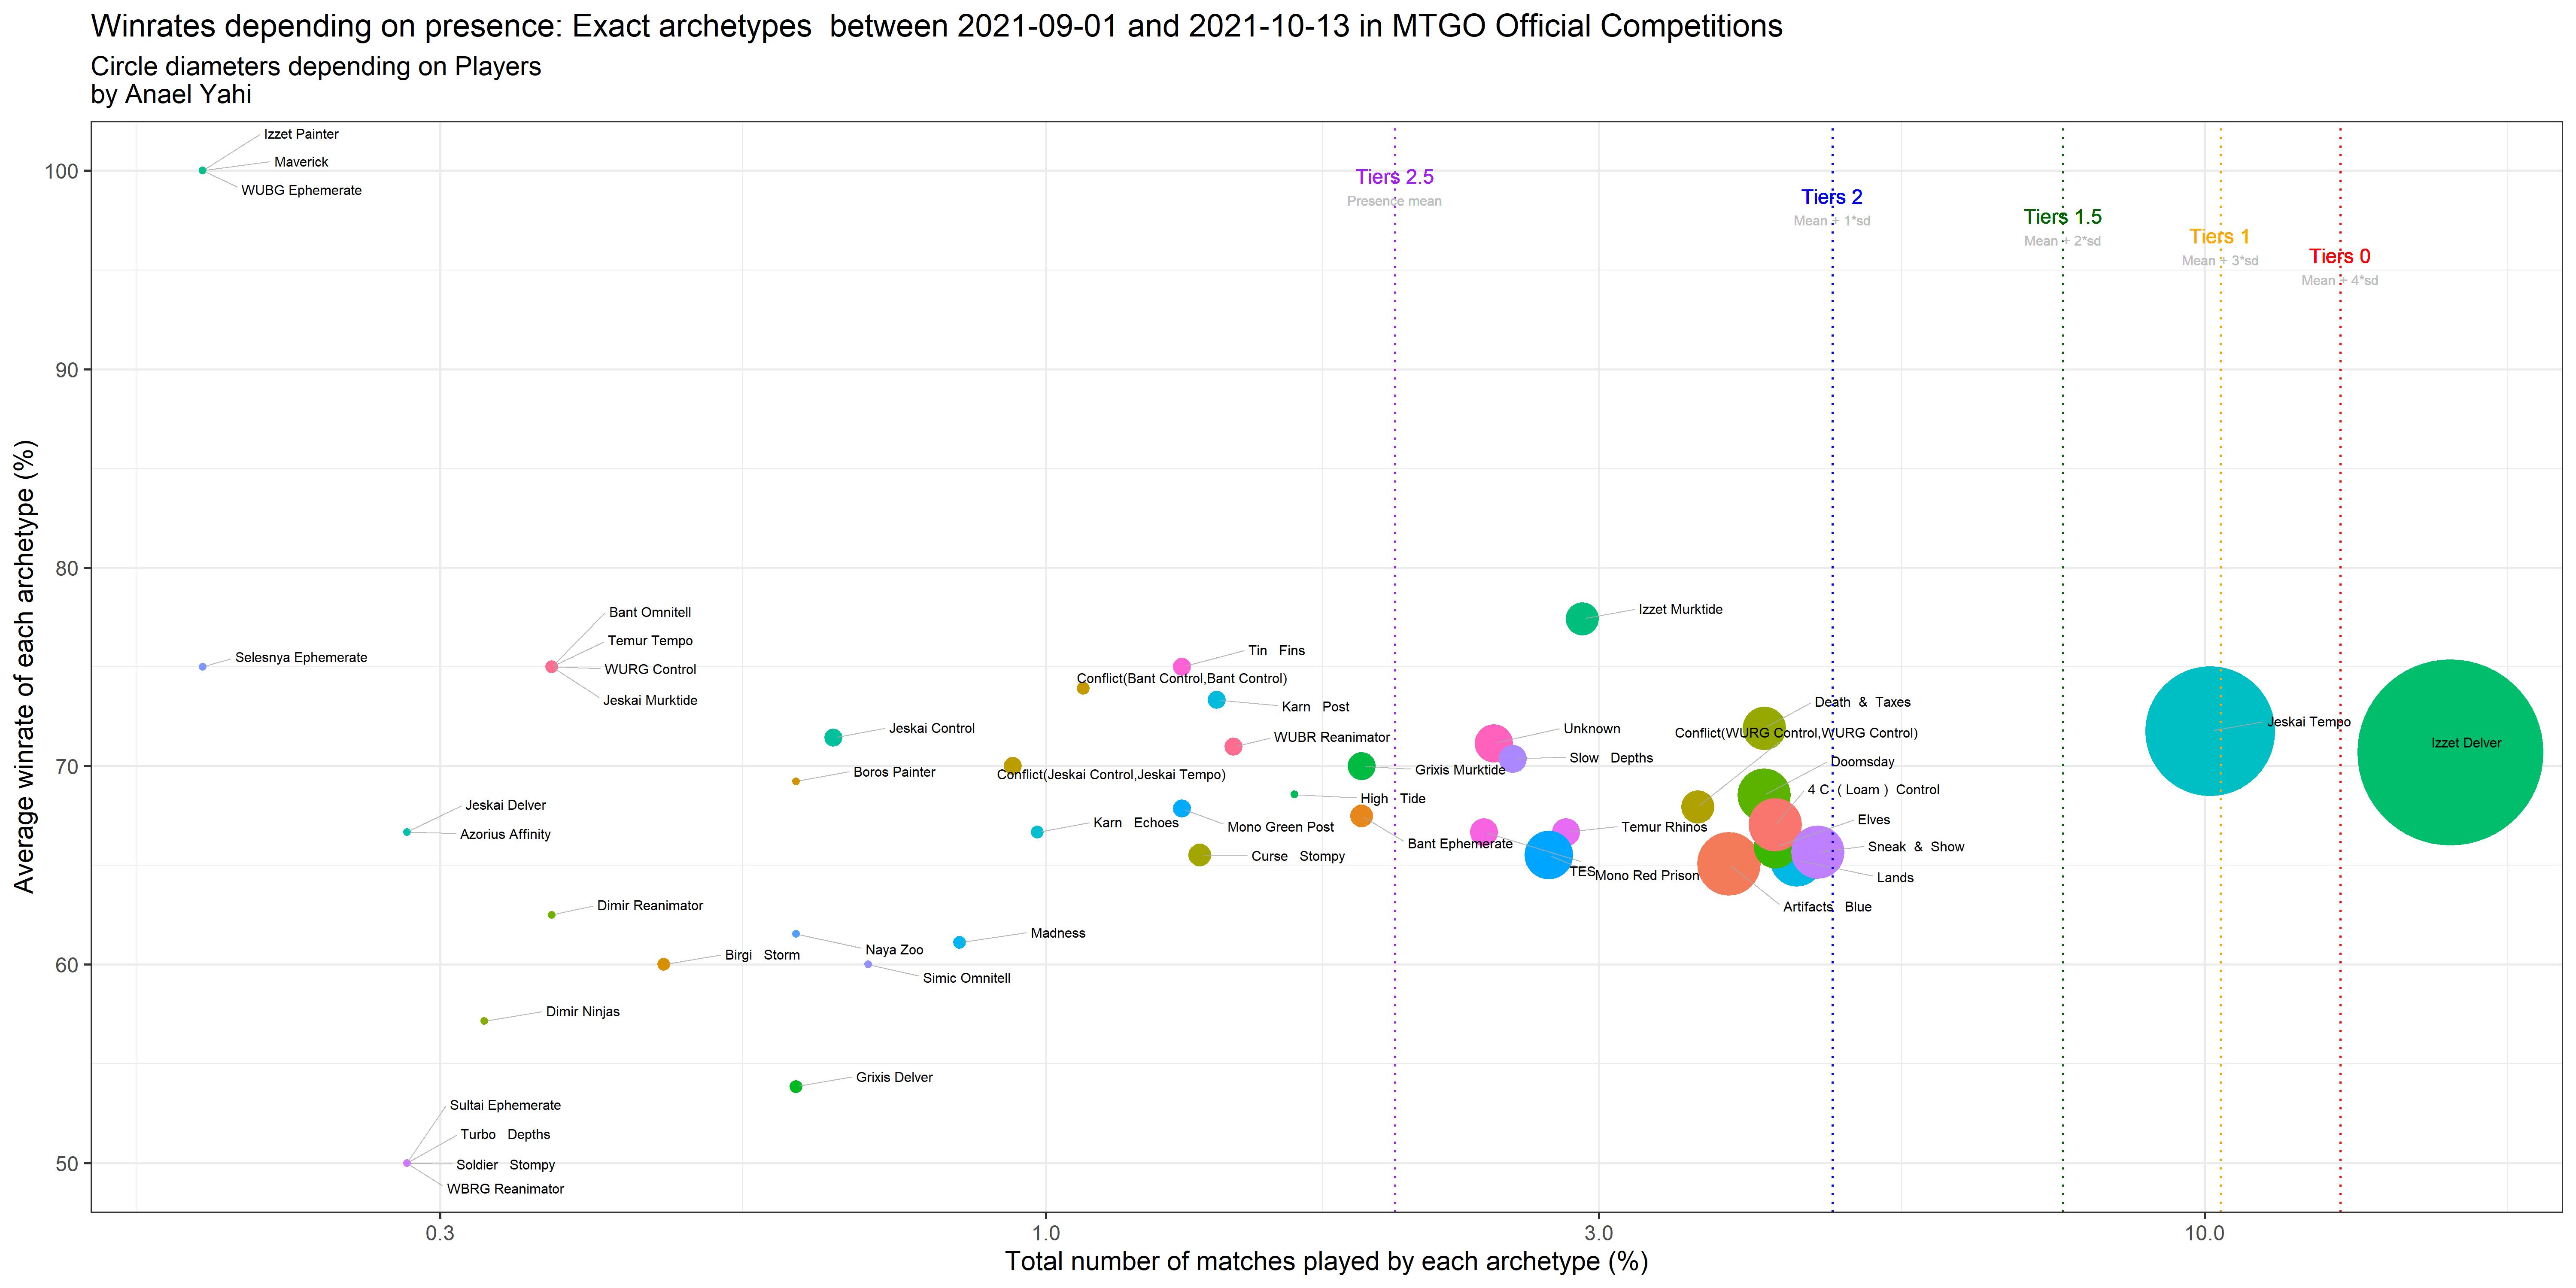 Winrates depending on presence: Exact archetypes  between 2021-09-01 and 2021-10-13 in MTGO Official Competitions
Circle diameters depending on Players
by Anael Yahi
Average winrate of each archetype (%)
100
90
80
70
60
50
Izzet Painter
Maverick
WUBG Ephemerate
Tiers 2.5
Presence mean
Tiers 2
Mean + 1*sd
Tiers 1.5
Mean + 2*sd
Tiers 1
Mean + 3*sd
Tiers 0
Mean + 4*sd
Bant Omnitell
Temur Tempo
WURG Control
Jeskai Murktide
Selesnya Ephemerate
Izzet Murktide
Tin   Fins
Conflict(Bant Control,Bant Control)
Karn   Post
Death  &  Taxes
Jeskai Tempo
Jeskai Control
Unknown
Conflict(WURG Control,WURG Control)
WUBR Reanimator
Izzet Delver
Slow   Depths
Doomsday
Boros Painter
Conflict(Jeskai Control,Jeskai Tempo)
Grixis Murktide
4 C  ( Loam )  Control
High   Tide
Jeskai Delver
Azorius Affinity
Karn   Echoes
Mono Green Post
Temur Rhinos
Elves
Bant Ephemerate
Sneak  &  Show
Curse   Stompy
TES
Mono Red Prison
Lands
Dimir Reanimator
Artifacts   Blue
Madness
Naya Zoo
Birgi   Storm
Simic Omnitell
Dimir Ninjas
Grixis Delver
Sultai Ephemerate
Turbo   Depths
Soldier   Stompy
WBRG Reanimator
0.3
1.0
3.0
10.0
Total number of matches played by each archetype (%)